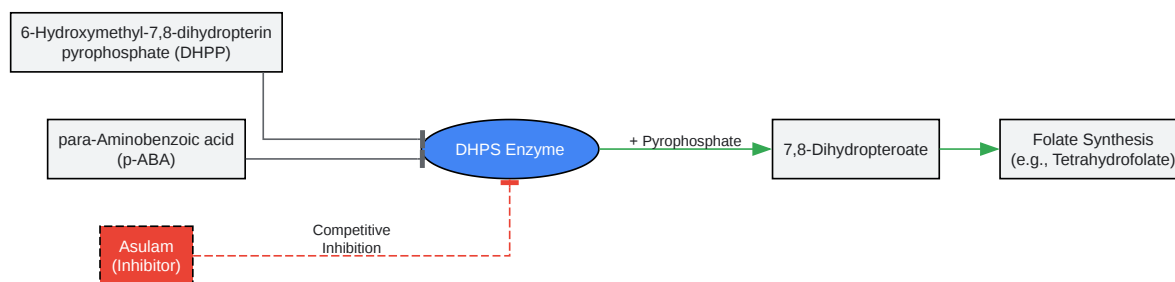 6-Hydroxymethyl-7,8-dihydropterin
pyrophosphate (DHPP)
para-Aminobenzoic acid
(p-ABA)
DHPS Enzyme
+ Pyrophosphate
7,8-Dihydropteroate
Folate Synthesis
(e.g., Tetrahydrofolate)
Asulam
(Inhibitor)
Competitive
Inhibition